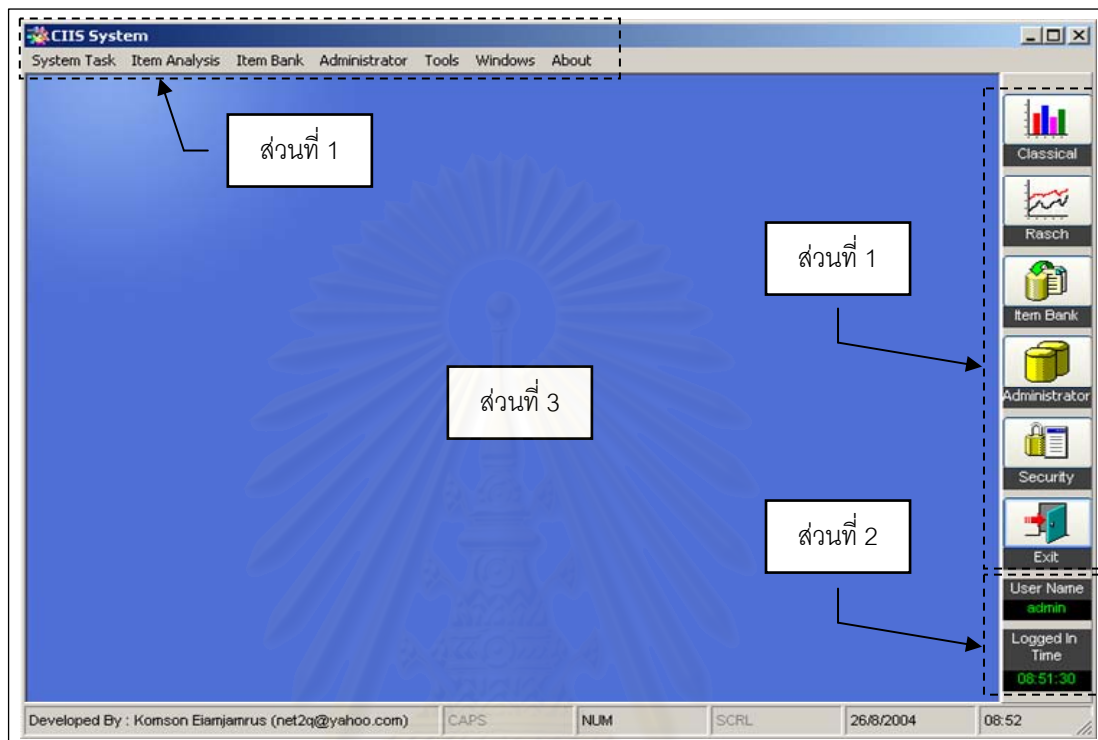 CIIS System
System Task Item Analysis Item Bank Administrator Tools Windows About
ส่วนที่ 1
Classical
Rasch
ส่วนที่ 1
Item Bank
Administrator
ส่วนที่ 3
Security
ส่วนที่ 2
Exit
User Name
admin
Logged In
Time
08:51:30
Developed By : Komson Eiamjamrus (net2q@yahoo.com) CAPS NUM SCRL 26/8/2004 08:52